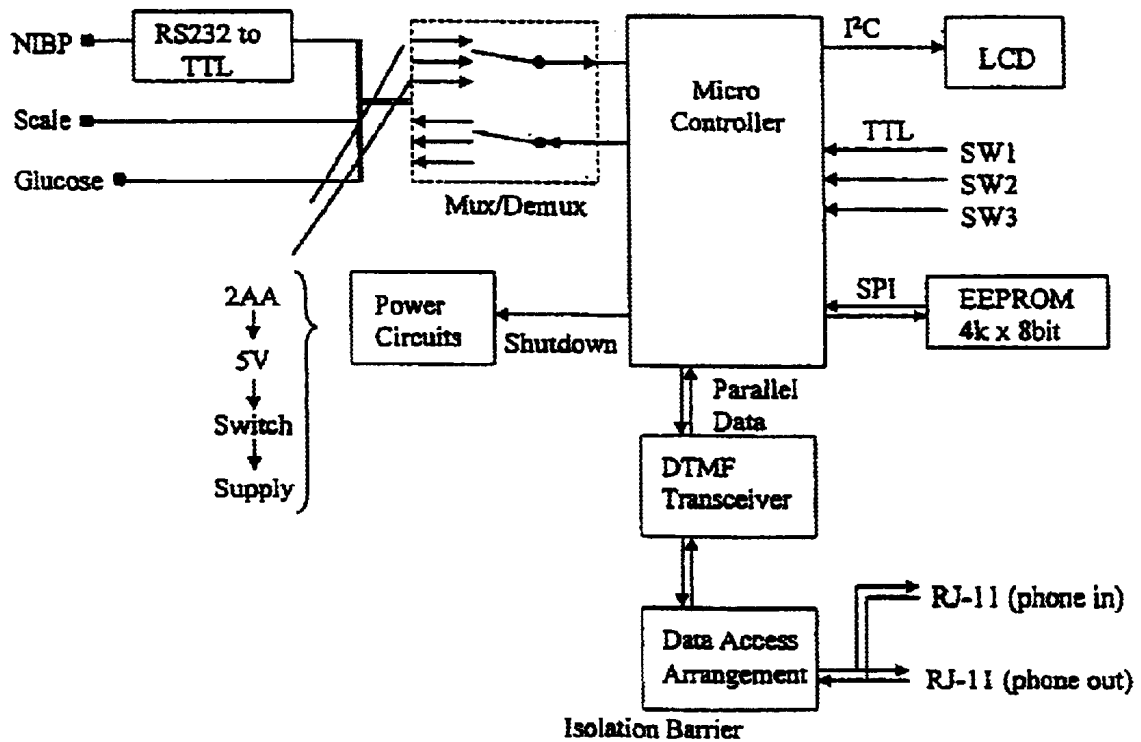 NIBP
RS232 to
TTL
Scale
Glucose
Mux/Demux
Micro
Controller
I²C
LCD
TTL
SW1
SW2
SW3
SPI
EEPROM
4k x 8bit
2AA
5V
Switch
Supply
Power
Circuits
Shutdown
Parallel
Data
DTMF
Transceiver
Data Access
Arrangement
Isolation Barrier
RJ-11 (phone in)
RJ-11 (phone out)